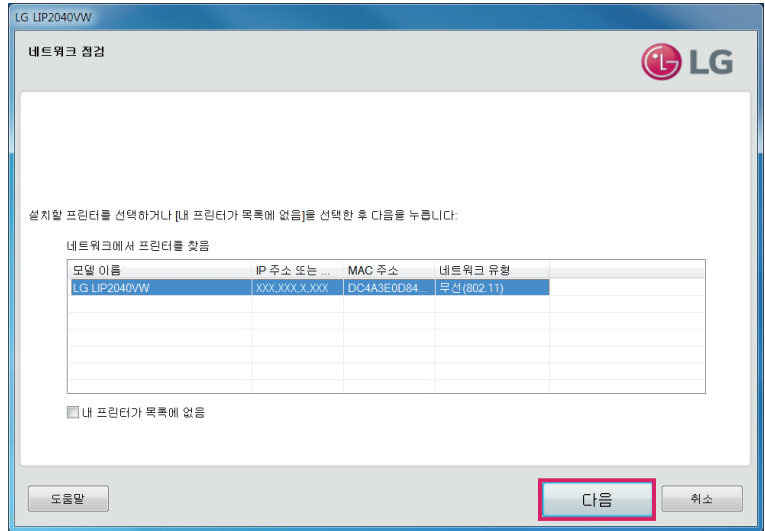 LG LIP2040VW
네트워크 점검
LG
설치할 프린터를 선택하거나 [내 프린터가 목록에 없음]을 선택한 후 다음을 누릅니다:
네트워크에서 프린터를 찾음
모델 이름 IP 주소 또는 ... MAC 주소 네트워크 유형
LG LIP2040VW XXX,XXX,X,XXX DC4A3E0D84... 무선(802.11)
내 프린터가 목록에 없음
도움말 다음 취소